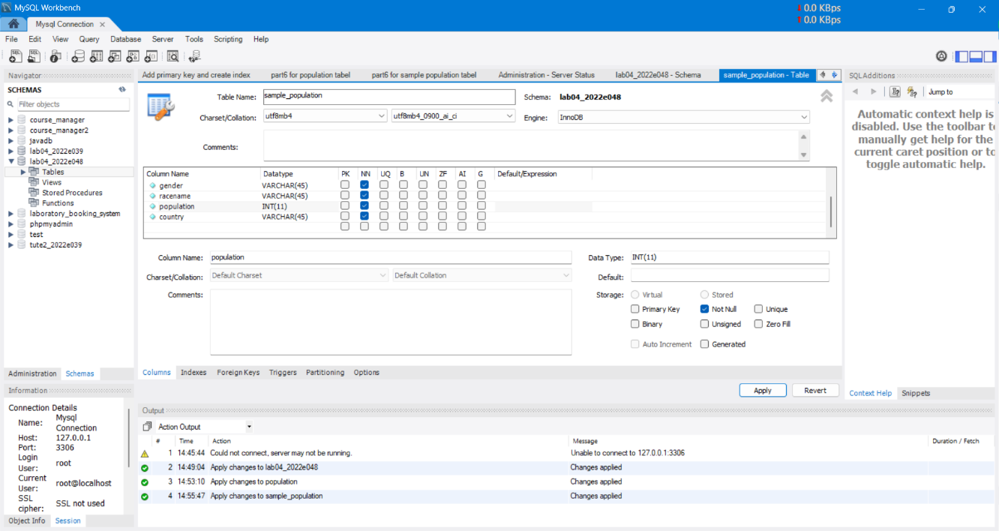 MySQL Workbench
0.0 KBps
0.0 KBps
Mysql Connection
File Edit View Query Database Server Tools Scripting Help
Navigator
SCHEMAS
Filter objects
course_manager
course_manager2
javadb
lab04_2022e039
lab04_2022e048
Tables
Views
Stored Procedures
Functions
laboratory_booking_system
phpmyadmin
test
tute2_2022e039
Administration Schemas
Information
Connection Details
Name: Mysql Connection
Host: 127.0.0.1
Port: 3306
Login User: root
Current User: root@localhost
SSL cipher: SSL not used
Object Info Session
Add primary key and create index part6 for population tabel part6 for sample population tabel Administration - Server Status lab04_2022e048 - Schema sample_population - Table
Table Name: sample_population Schema: lab04_2022e048
Charset/Collation: utf8mb4 utf8mb4_0900_ai_ci Engine: InnoDB
Comments:
Column Name Datatype PK NN UQ B UN ZF AI G Default/Expression
gender VARCHAR(45)
racename VARCHAR(45)
population INT(11)
country VARCHAR(45)
Column Name: population Data Type: INT(11)
Charset/Collation: Default Charset Default Collation Default:
Comments: Storage: Virtual Stored
Primary Key Not Null Unique
Binary Unsigned Zero Fill
Auto Increment Generated
Columns Indexes Foreign Keys Triggers Partitioning Options
Apply Revert
Output
Action Output
# Time Action Message Duration / Fetch
1 14:45:44 Could not connect, server may not be running. Unable to connect to 127.0.0.1:3306
2 14:49:04 Apply changes to lab04_2022e048 Changes applied
3 14:53:10 Apply changes to population Changes applied
4 14:55:47 Apply changes to sample_population Changes applied
SQLAdditions
Jump to
Automatic context help is
disabled. Use the toolbar to
manually get help for the
current caret position or to
toggle automatic help.
Context Help Snippets